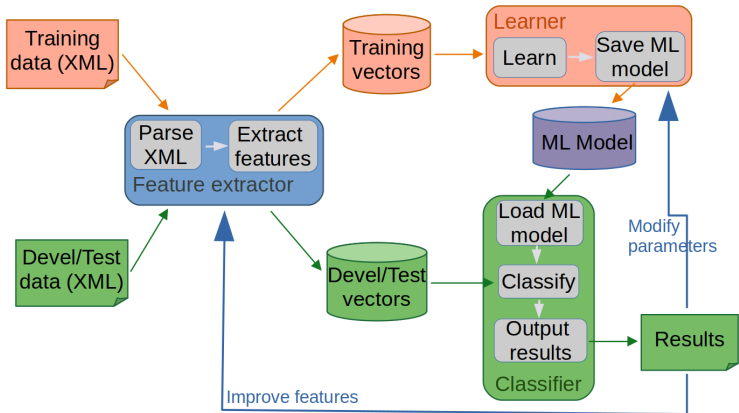 Training
data (XML)
Training
vectors
Learner
Learn
Save ML
model
Parse
XML
Extract
features
Feature extractor
ML Model
Devel/Test
data (XML)
Devel/Test
vectors
Load ML
model
Classify
Output
results
Classifier
Modify
parameters
Results
Improve features